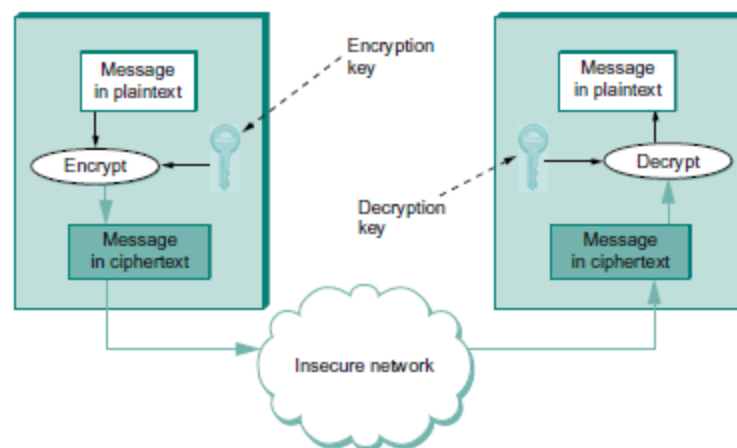 Message
in plaintext
Encrypt
Message
in ciphertext
Encryption
key
Decryption
key
Insecure network
Message
in plaintext
Decrypt
Message
in ciphertext